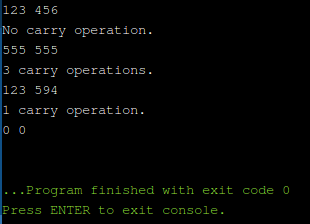 123 456
No carry operation.
555 555
3 carry operations.
123 594
1 carry operation.
0 0
...Program finished with exit code 0
Press ENTER to exit console.